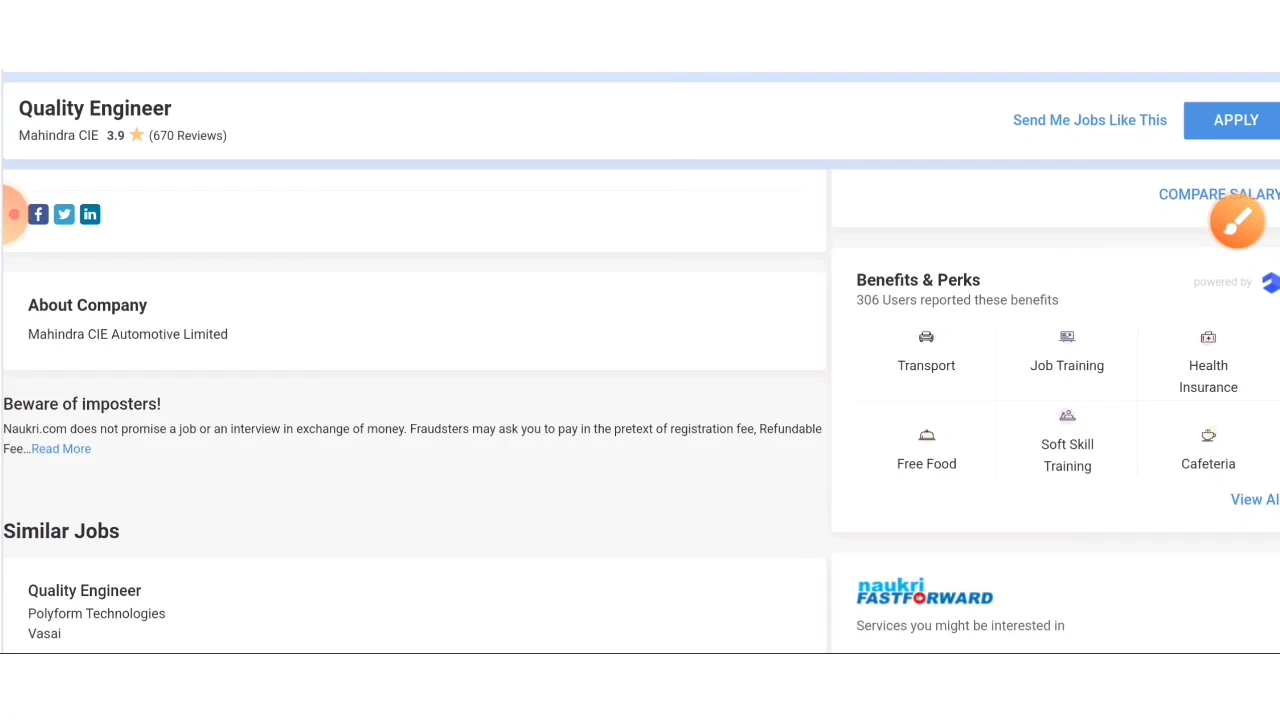 Quality Engineer
Mahindra CIE 3.9 (670 Reviews)
Send Me Jobs Like This
APPLY
COMPARE SALARY
f
in
About Company
Mahindra CIE Automotive Limited
Beware of imposters!
Naukri.com does not promise a job or an interview in exchange of money. Fraudsters may ask you to pay in the pretext of registration fee, Refundable
Fee...Read More
Similar Jobs
Quality Engineer
Polyform Technologies
Vasai
Benefits & Perks
powered by
306 Users reported these benefits
Transport
Job Training
Health
Insurance
Free Food
Soft Skill
Training
Cafeteria
View Al
naukri
FASTFORWARD
Services you might be interested in